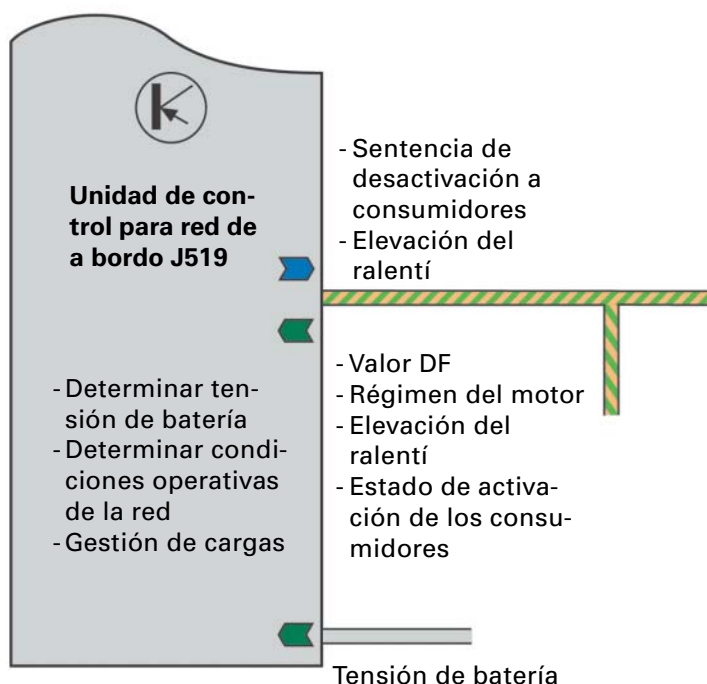 Unidad de con-
trol para red de
a bordo J519
- Determinar ten-
sión de batería
- Determinar condi-
ciones operativas
de la red
- Gestión de cargas
- Sentencia de
desactivación a
consumidores
- Elevación del
ralentí
- Valor DF
- Régimen del motor
- Elevación del
ralentí
- Estado de activa-
ción de los consu-
midores
Tensión de batería